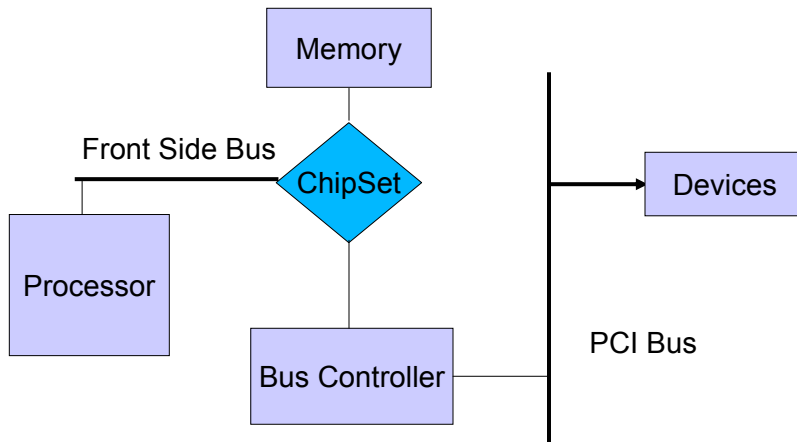 Memory
Front Side Bus
ChipSet
Devices
Processor
PCI Bus
Bus Controller